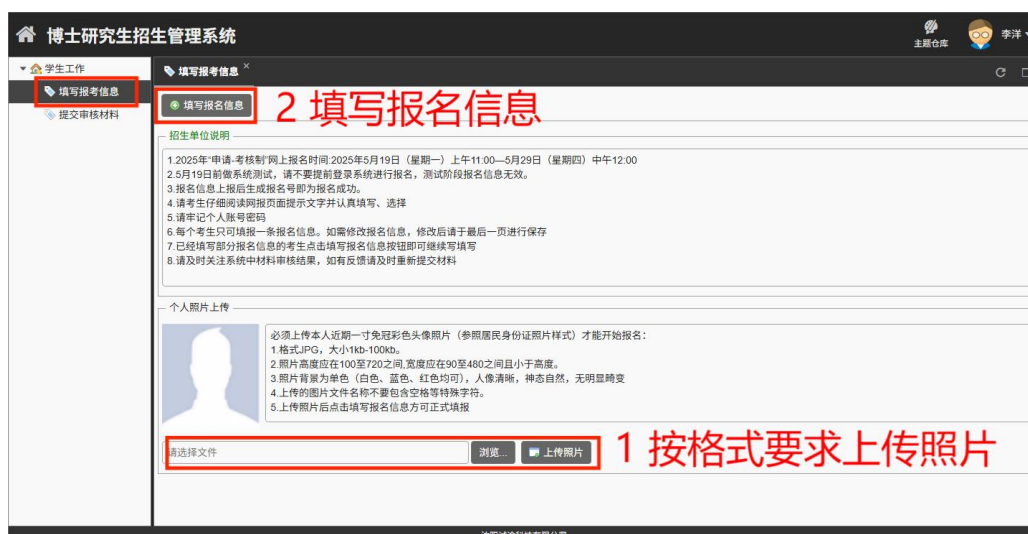 博士研究生招生管理系统
主题仓库
李洋
学生工作
填写报考信息
提交审核材料
填写报考信息
填写报名信息
2 填写报名信息
招生单位说明
1.2025年“申请-考核制”网上报名时间:2025年5月19日（星期一）上午11:00—5月29日（星期四）中午12:00
2.5月19日前做系统测试，请不要提前登录系统进行报名，测试阶段报名信息无效。
3.报名信息上报后生成报名号即为报名成功。
4.请考生仔细阅读网报页面提示文字并认真填写、选择
5.请牢记个人账号密码
6.每个考生只可填报一条报名信息。如需修改报名信息，修改后请于最后一页进行保存
7.已经填写部分报名信息的考生点击填写报名信息按钮即可继续写填写
8.请及时关注系统中材料审核结果，如有反馈请及时重新提交材料
个人照片上传
必须上传本人近期一寸免冠彩色头像照片（参照居民身份证照片样式）才能开始报名：
1.格式JPG，大小1kb-100kb。
2.照片高度应在100至720之间,宽度应在90至480之间且小于高度。
3.照片背景为单色（白色、蓝色、红色均可），人像清晰，神态自然，无明显畸变
4.上传的图片文件名称不要包含空格等特殊字符。
5.上传照片后点击填写报名信息方可正式填报
请选择文件
浏览...
上传照片
1 按格式要求上传照片